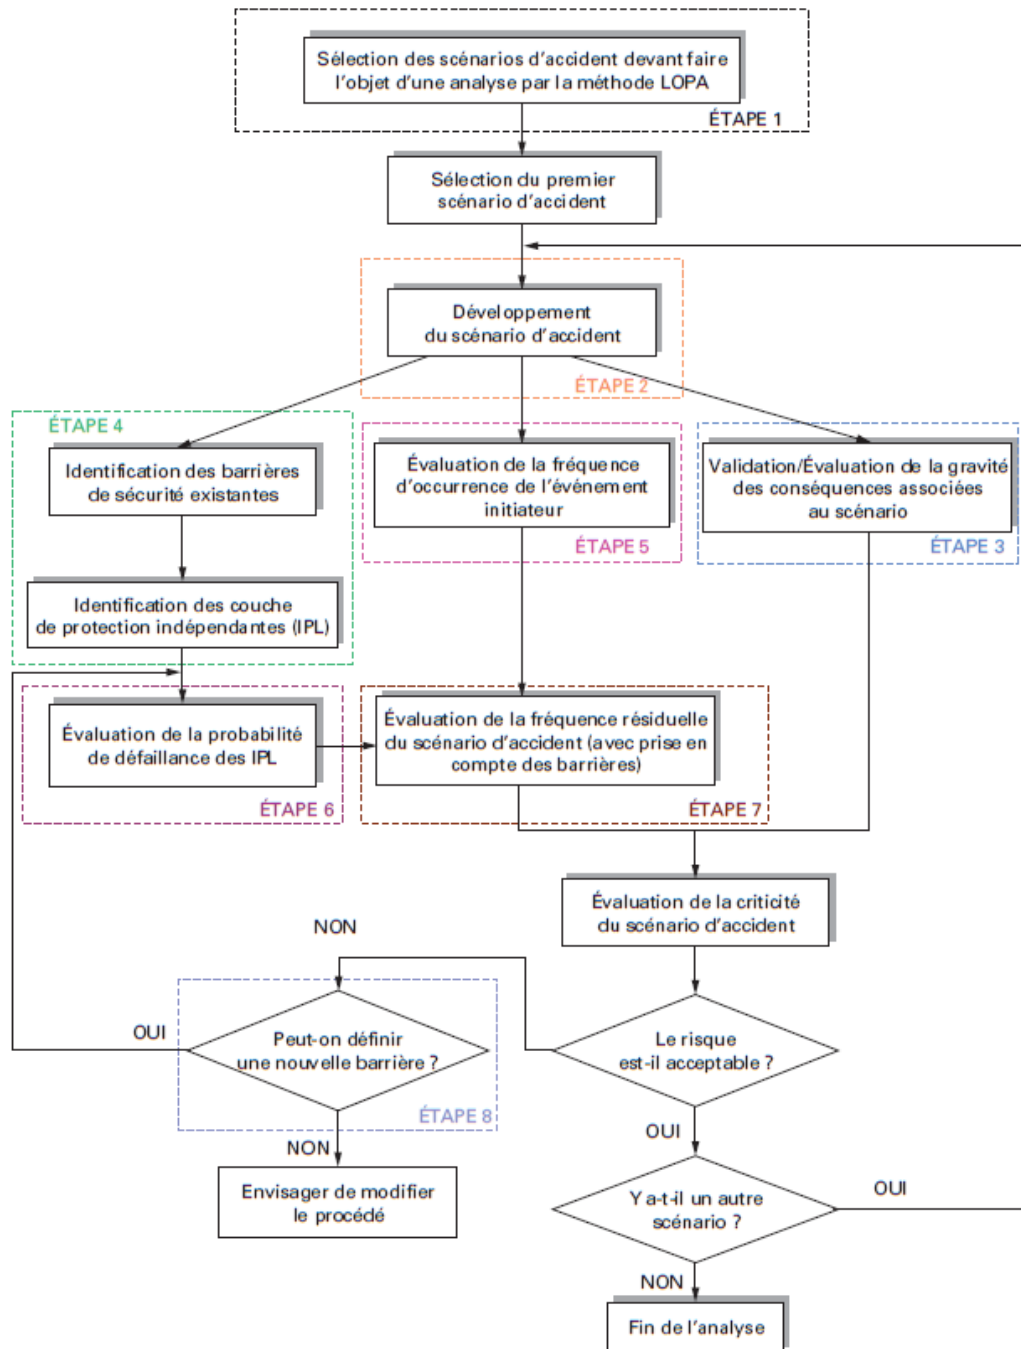 Sélection des scénarios d'accident devant faire
l'objet d'une analyse par la méthode LOPA
ÉTAPE 1
Sélection du premier
scénario d'accident
Développement
du scénario d'accident
ÉTAPE 2
ÉTAPE 4
Identification des barrières
de sécurité existantes
Identification des couche
de protection indépendantes (IPL)
Évaluation de la fréquence
d'occurrence de l'événement
initiateur
ÉTAPE 5
Validation/Évaluation de la gravité
des conséquences associées
au scénario
ÉTAPE 3
Évaluation de la probabilité
de défaillance des IPL
ÉTAPE 6
Évaluation de la fréquence résiduelle
du scénario d'accident (avec prise en
compte des barrières)
ÉTAPE 7
Évaluation de la criticité
du scénario d'accident
NON
Le risque
est-il acceptable ?
OUI
Peut-on définir
une nouvelle barrière ?
ÉTAPE 8
NON
OUI
Envisager de modifier
le procédé
Y a-t-il un autre
scénario ?
OUI
NON
Fin de l'analyse